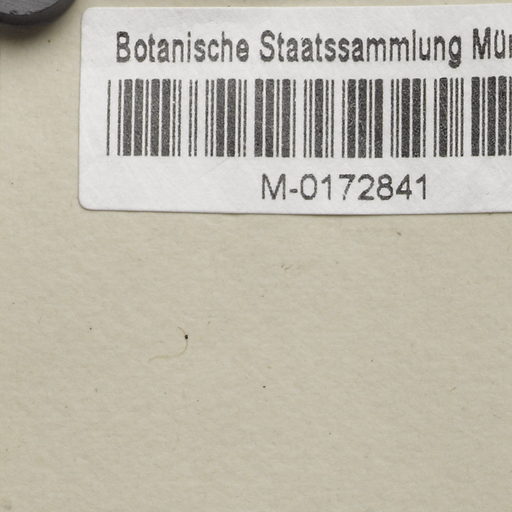 Botanische Staatssammlung Mün
M-0172841